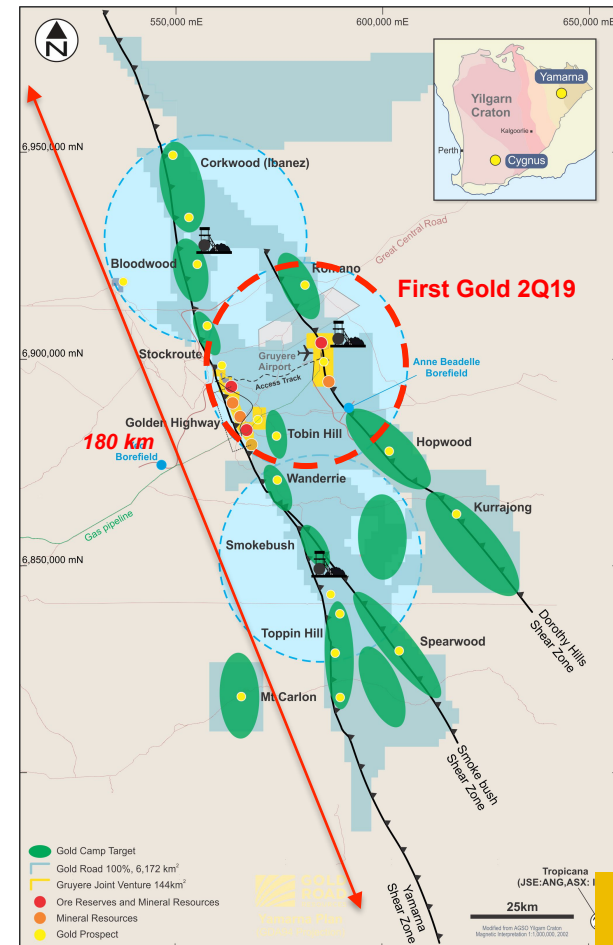 550,000 mE
600,000 mE
650,000 m
N
Yamarna
Yilgarn
Craton
Kalgoorlie
Perth
Cygnus
6,950,000 mN
Corkwood (Ibanez)
Great Central Road
Bloodwood
Romano
First Gold 2Q19
Stockroute
Gruyere
Airport
6,900,000 mN
Anne Beadelle
Borefield
Access Track
Golden Highway
180 km
Borefield
Tobin Hill
Hopwood
Wanderrie
Kurrajong
Gas pipeline
Smokebush
6,850,000 mN
Toppin Hill
Spearwood
Dorothy Hills
Shear Zone
Mt Carlon
Smoke bush
Shear Zone
Yamarna
Shear Zone
Gold Camp Target
Gold Road 100%, 6,172 km²
Gruyere Joint Venture 144km²
Ore Reserves and Mineral Resources
Mineral Resources
Gold Prospect
GOLD
ROAD
Tropicana
(JSE:ANG,ASX: I
25km
Modified from AGSO Yilgarn Craton
Magnetic Interpretation 1:1,000,000, 2002